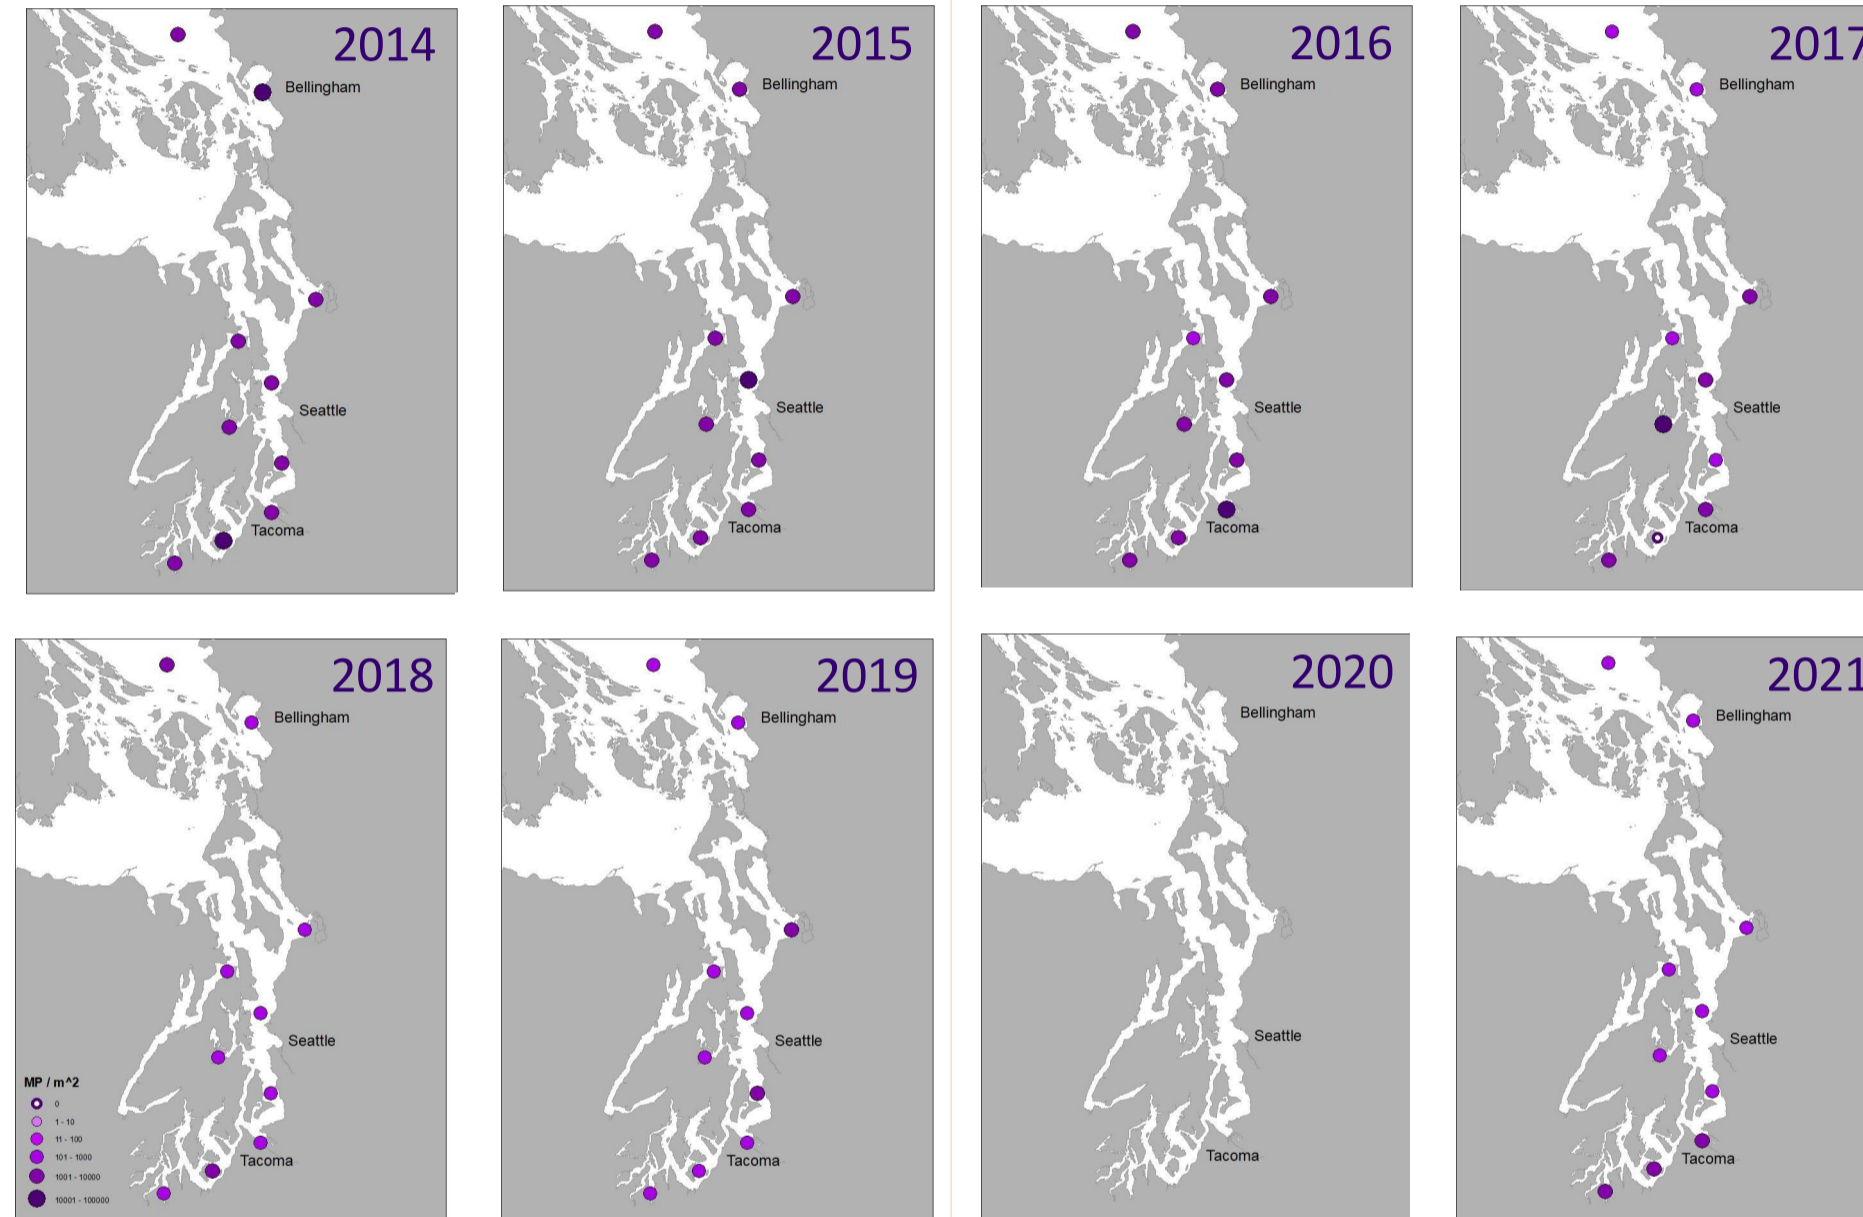 2014
Bellingham
Seattle
Tacoma
2015
Bellingham
Seattle
Tacoma
2016
Bellingham
Seattle
Tacoma
2017
Bellingham
Seattle
Tacoma
2018
Bellingham
Seattle
Tacoma
MP / m^2
0
1 - 10
11 - 100
101 - 1000
1001 - 10000
10001 - 100000
2019
Bellingham
Seattle
Tacoma
2020
Bellingham
Seattle
Tacoma
2021
Bellingham
Seattle
Tacoma